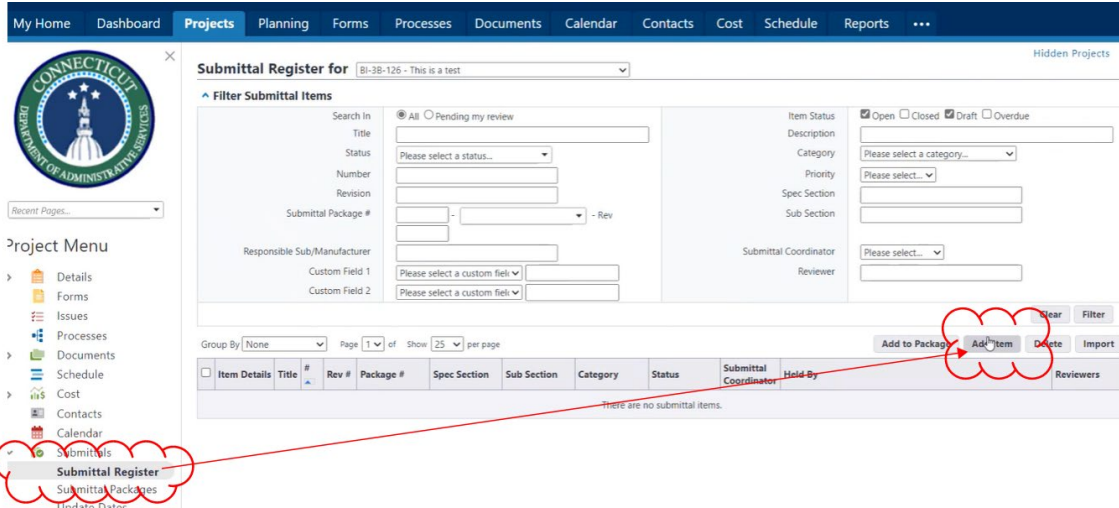 My Home Dashboard Projects Planning Forms Processes Documents Calendar Contacts Cost Schedule Reports •••
Hidden Projects
CONNECTICUT
DEPARTMENT OF ADMINISTRATIVE SERVICES
Recent Pages...
Project Menu
Details
Forms
Issues
Processes
Documents
Schedule
Cost
Contacts
Calendar
Submittals
Submittal Register
Submittal Packages
Update Dates
Submittal Register for BI-3B-126 - This is a test
Filter Submittal Items
Search In All Pending my review Item Status Open Closed Draft Overdue
Title Description
Status Please select a status... Category Please select a category...
Number Priority Please select...
Revision Spec Section
Submittal Package # - - Rev Sub Section
Responsible Sub/Manufacturer Submittal Coordinator Please select...
Custom Field 1 Please select a custom field Reviewer
Custom Field 2 Please select a custom field
Clear Filter
Group By None Page 1 of Show 25 per page Add to Package Add Item Delete Import
Item Details Title # Rev # Package # Spec Section Sub Section Category Status Submittal Coordinator Held By Reviewers
There are no submittal items.